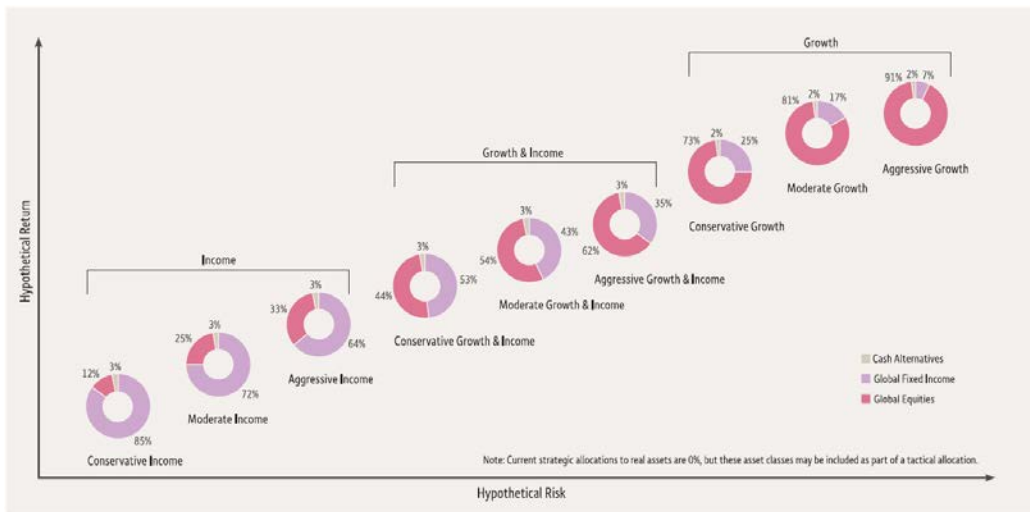 Growth
91% 2% 7%
81% 2% 17%
73% 2% 25%
Aggressive Growth
Moderate Growth
Conservative Growth
Growth & Income
3%
35%
62%
Aggressive Growth & Income
3%
43%
54%
Moderate Growth & Income
3%
53%
44%
Conservative Growth & Income
Income
3%
33%
64%
Aggressive Income
3%
25%
72%
Moderate Income
3%
12%
85%
Conservative Income
Hypothetical Return
Cash Alternatives
Global Fixed Income
Global Equities
Note: Current strategic allocations to real assets are 0%, but these asset classes may be included as part of a tactical allocation.
Hypothetical Risk